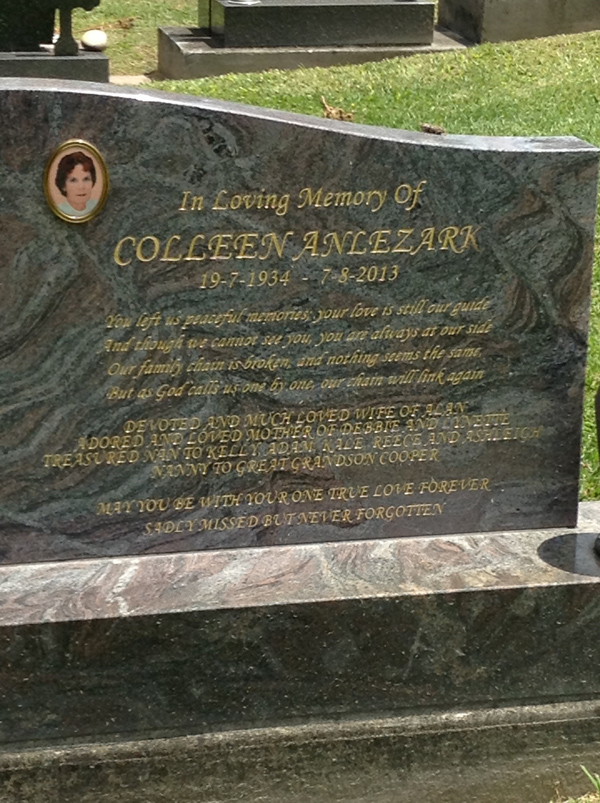 In Loving Memory Of
COLLEEN ANLEZARK
19-7-1934 - 7-8-2013
You left us peaceful memories, your love is still our guide
And though we cannot see you, you are always at our side
Our family chain is broken, and nothing seems the same,
But as God calls us one by one, our chain will link again
DEVOTED AND MUCH LOVED WIFE OF ALAN
ADORED AND LOVED MOTHER OF DEBBIE AND LYNETTE
TREASURED NAN TO KELLY, ADAM, KALE, REECE AND ASHLEIGH
NANNY TO GREAT GRANDSON COOPER
MAY YOU BE WITH YOUR ONE TRUE LOVE FOREVER
SADLY MISSED BUT NEVER FORGOTTEN